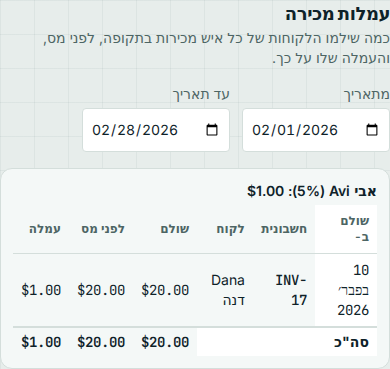 עמלות מכירה
כמה שילמו הלקוחות של כל איש מכירות בתקופה, לפני מס,
והעמלה שלו על כך.
מתאריך
עד תאריך
02/01/2026
02/28/2026
אבי Avi (5%): $1.00
שולם ב-
חשבונית
לקוח
שולם
לפני מס
עמלה
10 בפבר׳ 2026
INV-17
Dana דנה
$20.00
$20.00
$1.00
סה"כ
$20.00
$20.00
$1.00